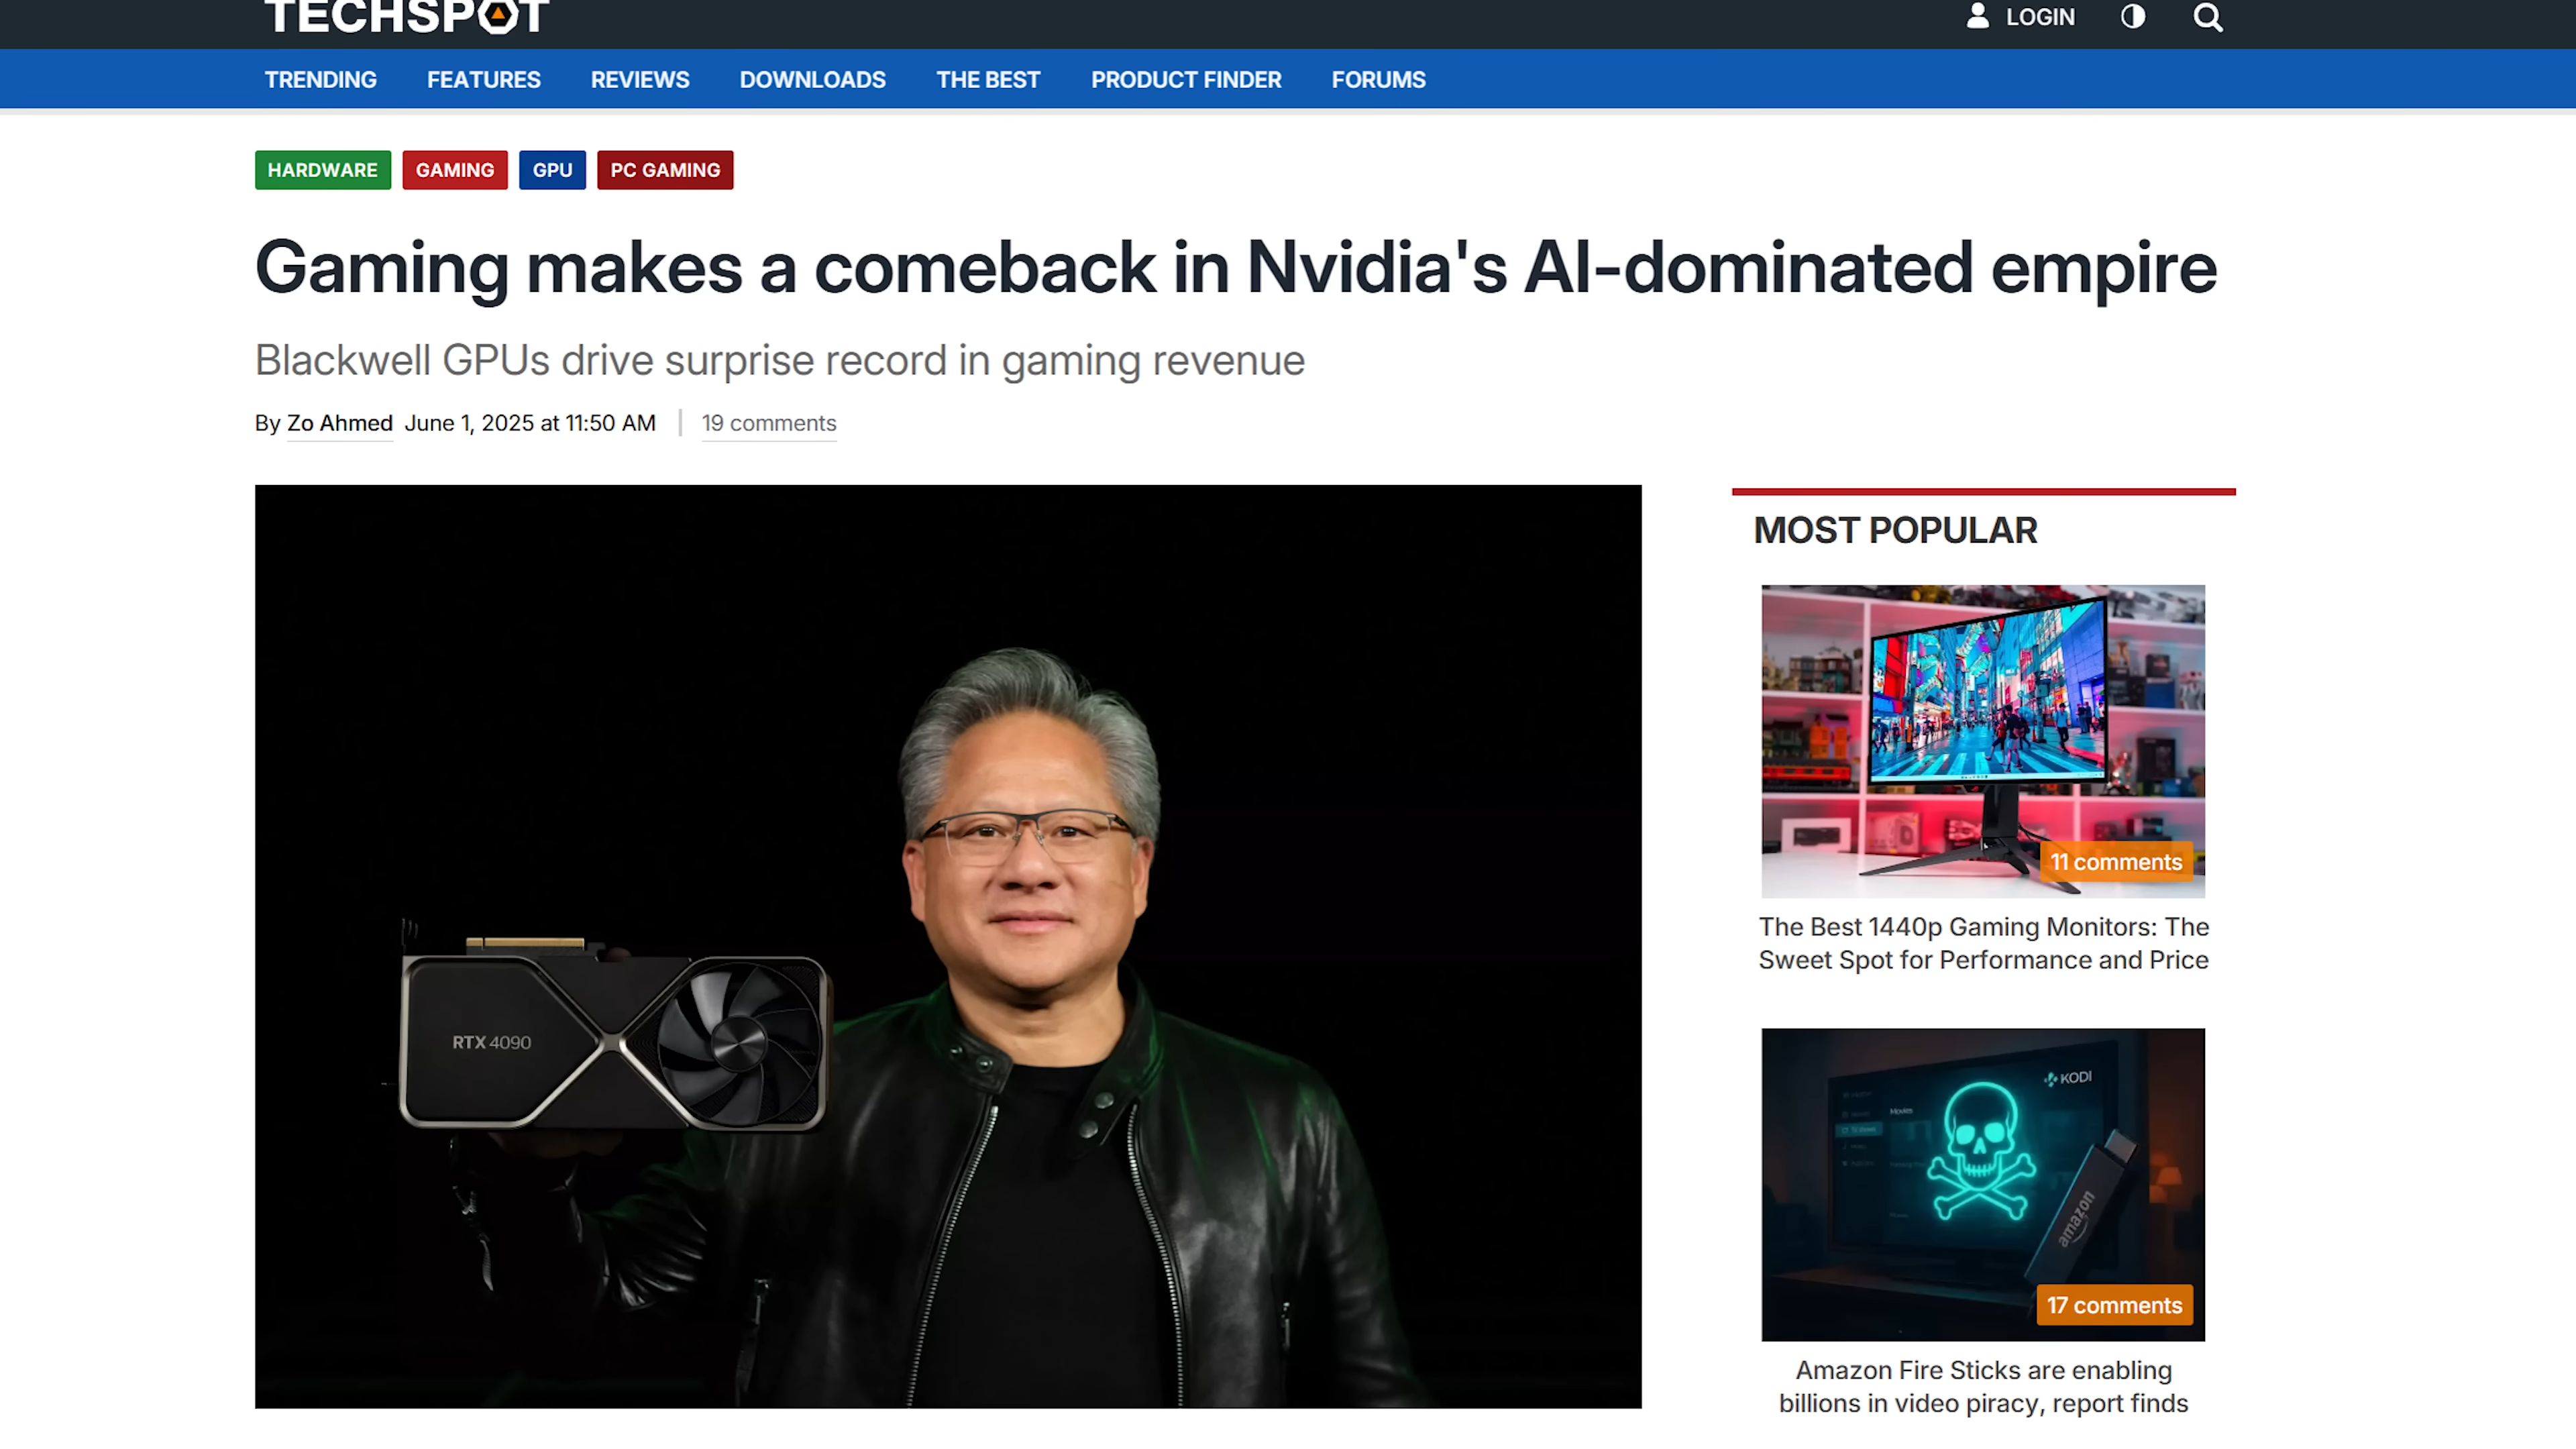 TECHSPOT
LOGIN
TRENDING FEATURES REVIEWS DOWNLOADS THE BEST PRODUCT FINDER FORUMS
HARDWARE GAMING GPU PC GAMING
Gaming makes a comeback in Nvidia's AI-dominated empire
Blackwell GPUs drive surprise record in gaming revenue
By Zo Ahmed June 1, 2025 at 11:50 AM 19 comments
RTX 4090
MOST POPULAR
11 comments
The Best 1440p Gaming Monitors: The
Sweet Spot for Performance and Price
KODI
Movies
amazon
17 comments
Amazon Fire Sticks are enabling
billions in video piracy, report finds